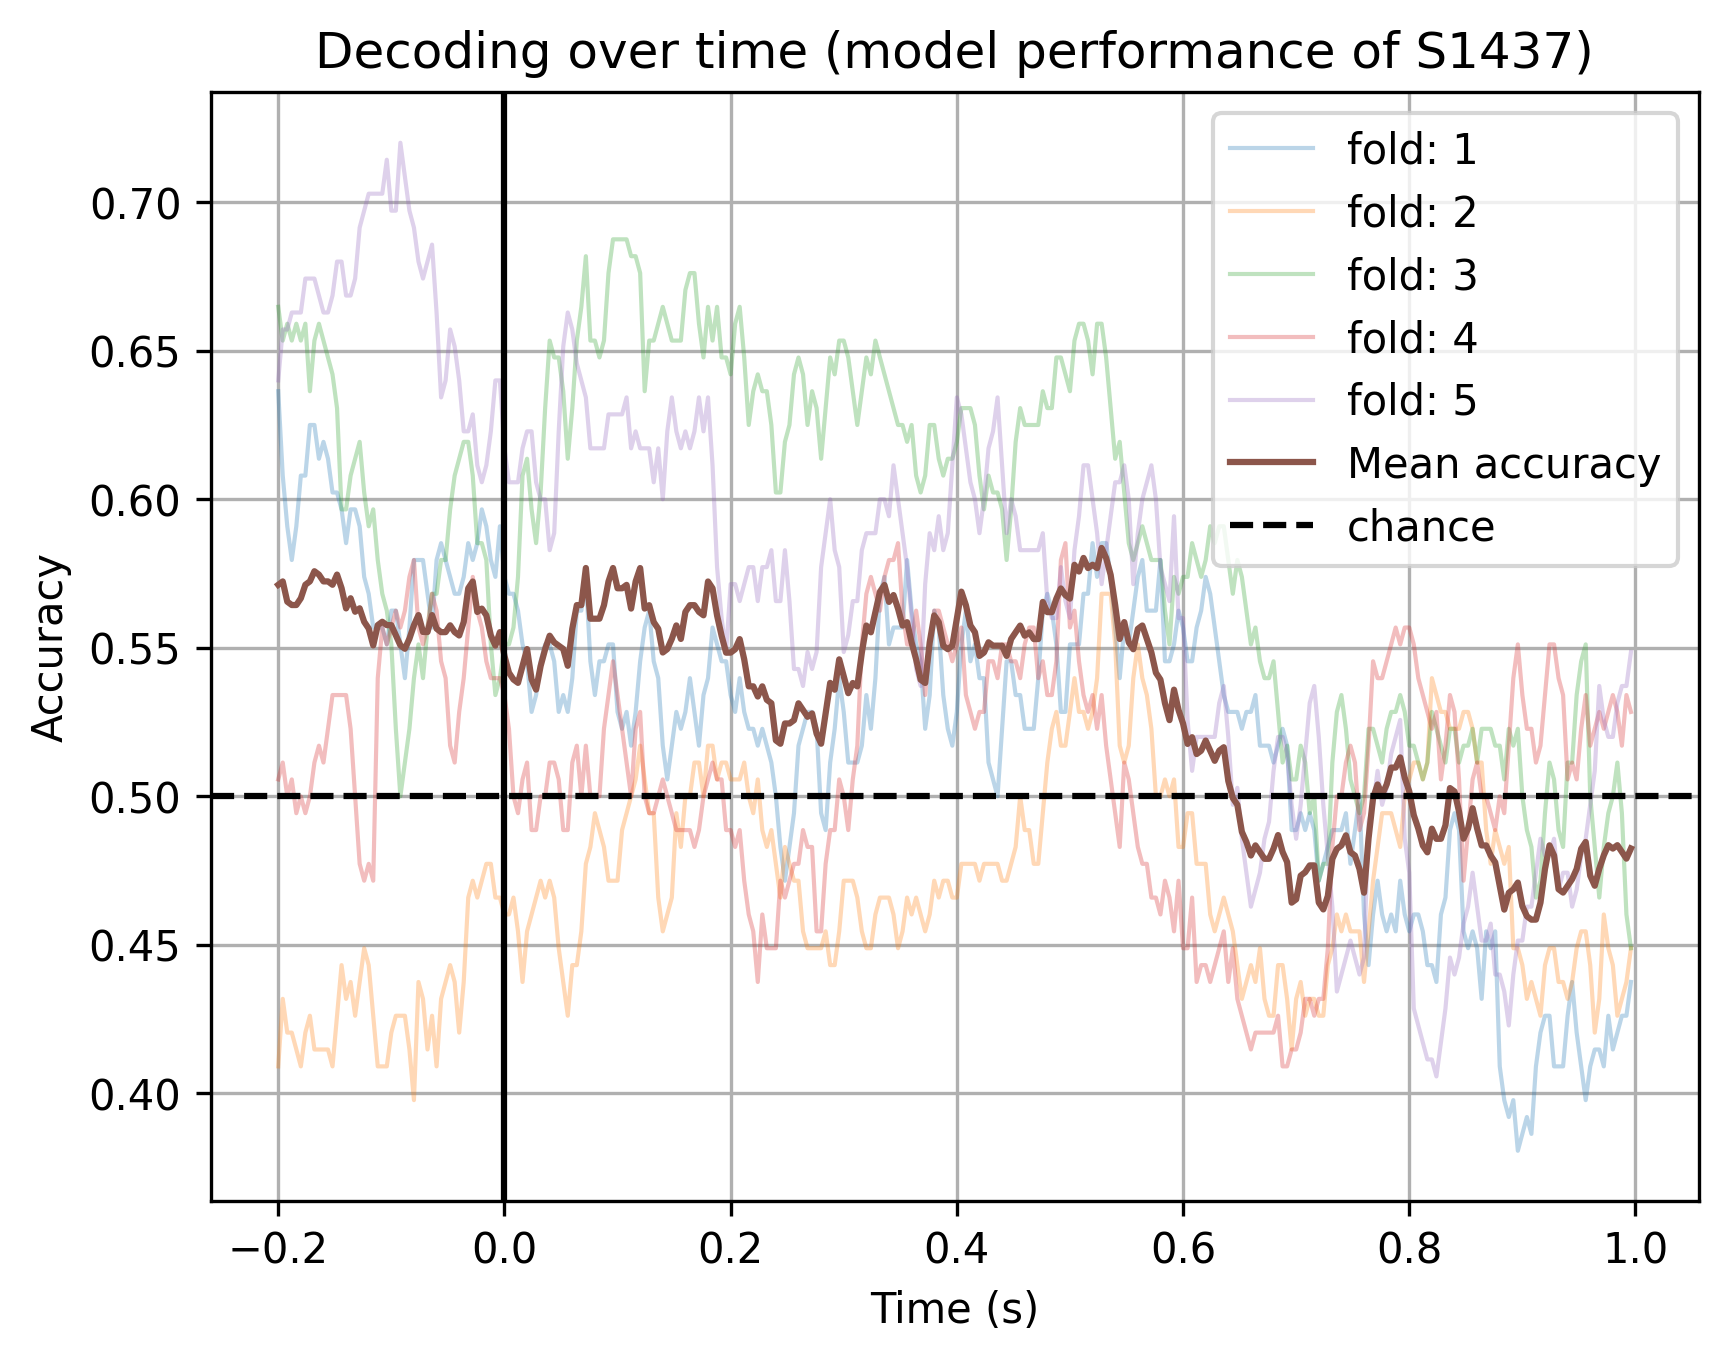 Decoding over time (model performance of S1437)
fold: 1
fold: 2
fold: 3
fold: 4
fold: 5
Mean accuracy
chance
Accuracy
0.70
0.65
0.60
0.55
0.50
0.45
0.40
−0.2 0.0 0.2 0.4 0.6 0.8 1.0
Time (s)